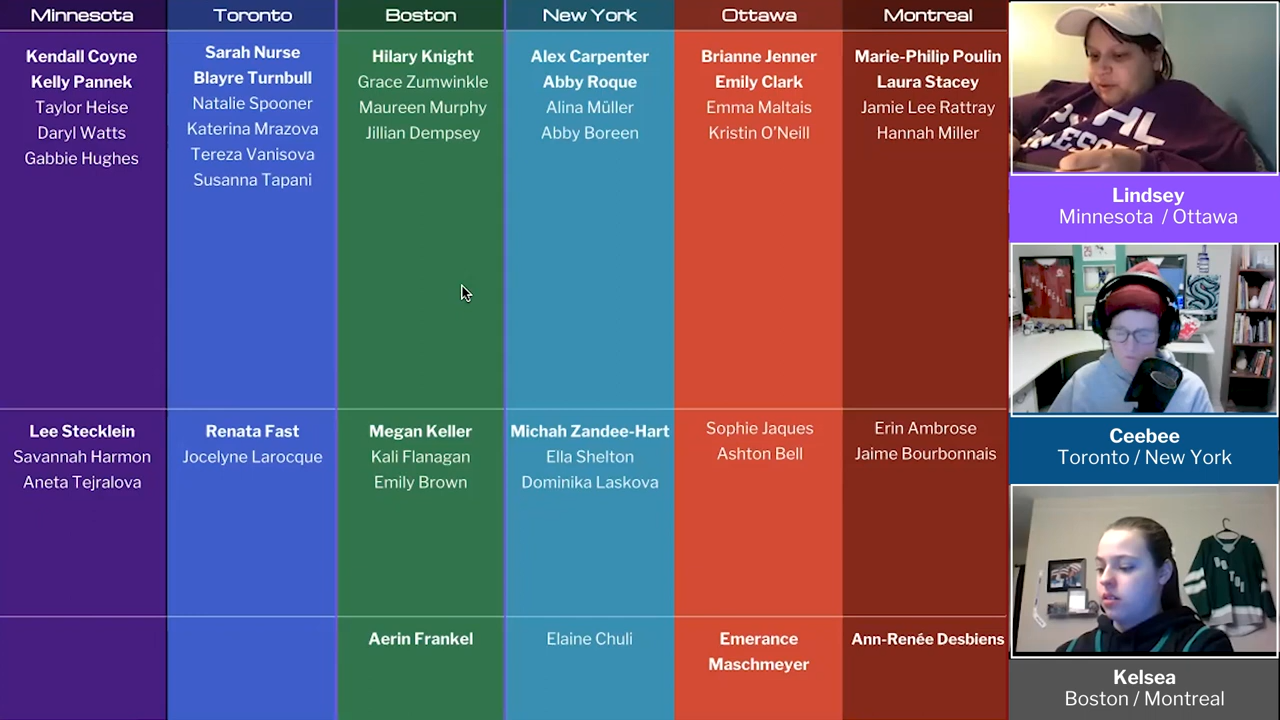 Minnesota
Kendall Coyne
Kelly Pannek
Taylor Heise
Daryl Watts
Gabbie Hughes
Lee Stecklein
Savannah Harmon
Aneta Tejralova
Toronto
Sarah Nurse
Blayre Turnbull
Natalie Spooner
Katerina Mrazova
Tereza Vanisova
Susanna Tapani
Renata Fast
Jocelyne Larocque
Boston
Hilary Knight
Grace Zumwinkle
Maureen Murphy
Jillian Dempsey
Megan Keller
Kali Flanagan
Emily Brown
Aerin Frankel
New York
Alex Carpenter
Abby Roque
Alina Müller
Abby Boreen
Michah Zandee-Hart
Ella Shelton
Dominika Laskova
Elaine Chuli
Ottawa
Brianne Jenner
Emily Clark
Emma Maltais
Kristin O'Neill
Sophie Jaques
Ashton Bell
Emerance
Maschmeyer
Montreal
Marie-Philip Poulin
Laura Stacey
Jamie Lee Rattray
Hannah Miller
Erin Ambrose
Jaime Bourbonnais
Ann-Renée Desbiens
Lindsey
Minnesota / Ottawa
Ceebee
Toronto / New York
BOSTON
Kelsea
Boston / Montreal